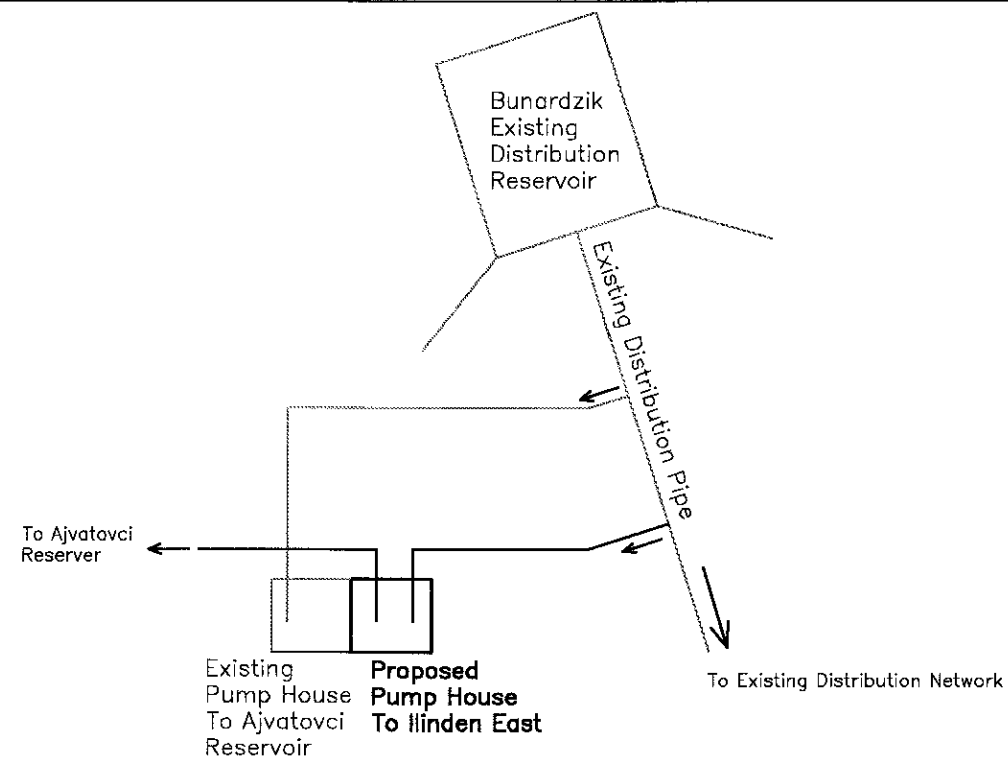 Bunardzik
Existing
Distribution
Reservoir
Existing Distribution Pipe
To Ajvatovci
Reserver
Existing
Pump House
To Ajvatovci
Reservoir
Proposed
Pump House
To Ilinden East
To Existing Distribution Network